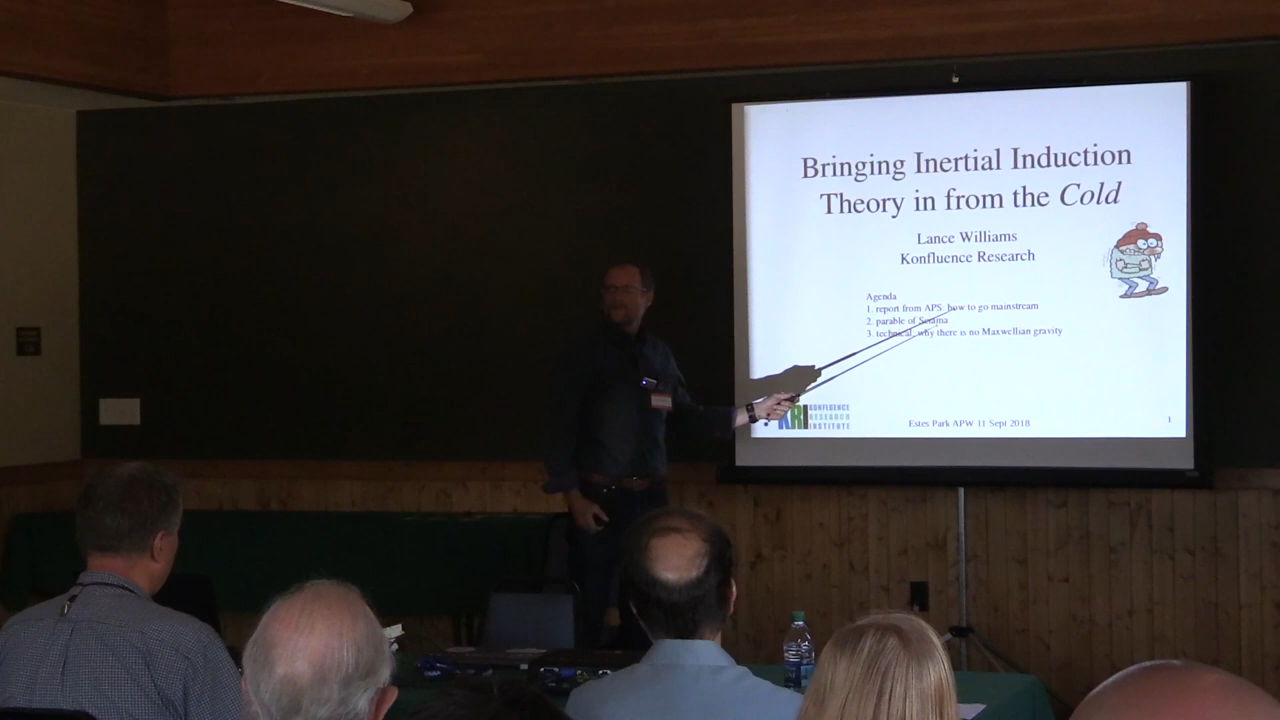 Bringing Inertial Induction
Theory in from the Cold
Lance Williams
Konfluence Research
Agenda
1. report from APS: how to go mainstream
2. parable of Sciama
3. technical: why there is no Maxwellian gravity
KRI
KONFLUENCE
RESEARCH
INSTITUTE
Estes Park APW 11 Sept 2018
1